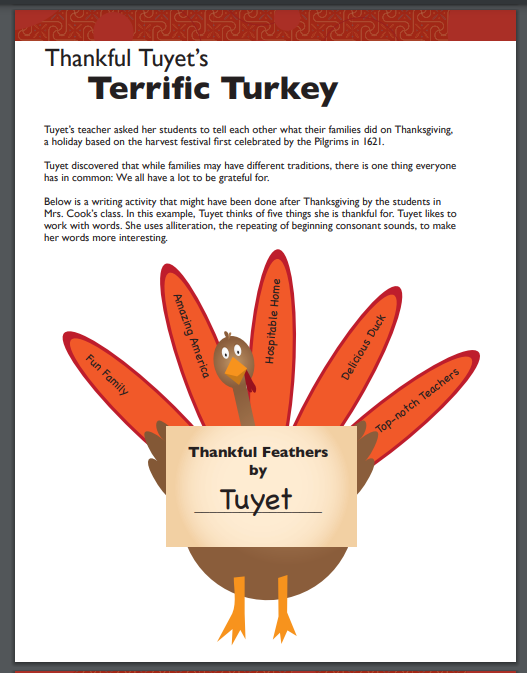 Thankful Tuyet's
Terrific Turkey
Tuyet's teacher asked her students to tell each other what their families did on Thanksgiving,
a holiday based on the harvest festival first celebrated by the Pilgrims in 1621.
Tuyet discovered that while families may have different traditions, there is one thing everyone
has in common: We all have a lot to be grateful for.
Below is a writing activity that might have been done after Thanksgiving by the students in
Mrs. Cook's class. In this example, Tuyet thinks of five things she is thankful for. Tuyet likes to
work with words. She uses alliteration, the repeating of beginning consonant sounds, to make
her words more interesting.
Fun Family
Amazing America
Hospitable Home
Delicious Duck
Top-notch Teachers
Thankful Feathers
by
Tuyet